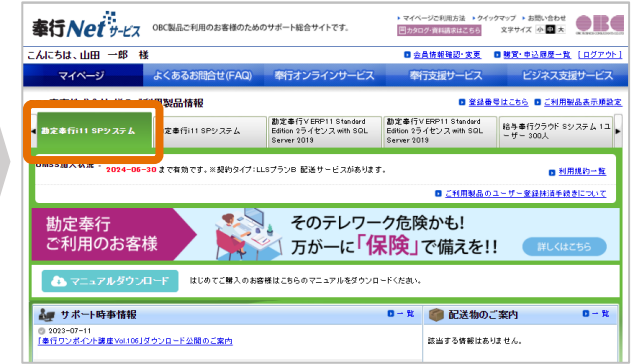 奉行Netサービス OBC製品ご利用のお客様のためのサポート総合サイトです。
マイページご利用方法 クイックマップ お問い合わせ
カタログ・資料請求はこちら 文字サイズ 小 中 大
OBC
こんにちは、山田 一郎 様
会員情報確認・変更 購買・申込履歴一覧 [ログアウト]
マイページ よくあるお問合せ(FAQ) 奉行オンラインサービス 奉行支援サービス ビジネス支援サービス
利用製品情報
登録番号はこちら ご利用製品表示順設定
勘定奉行i11 SPシステム
定奉行i11 SPシステム
勘定奉行V ERP11 Standard
Edition 2ライセンス with SQL
Server 2019
勘定奉行V ERP11 Standard
Edition 2ライセンス with SQL
Server 2019
給与奉行クラウド Sシステム 1ユ
ーザー 300人
OMSS加入状況 - 2024-06-30 まで有効です。※契約タイプ:LLSプランB 配送サービスがあります。
利用規約一覧
ご利用製品のユーザー登録抹消手続きについて
勘定奉行
ご利用のお客様
そのテレワーク危険かも!
万が一に「保険」で備えを!!
詳しくはこちら
マニュアルダウンロード はじめてご購入のお客様はこちらのマニュアルをダウンロードください。
サポート時事情報 一覧
2023-07-11
「奉行ワンポイント講座Vol.106」ダウンロード公開のご案内
配送物のご案内 一覧
該当する情報はありません。